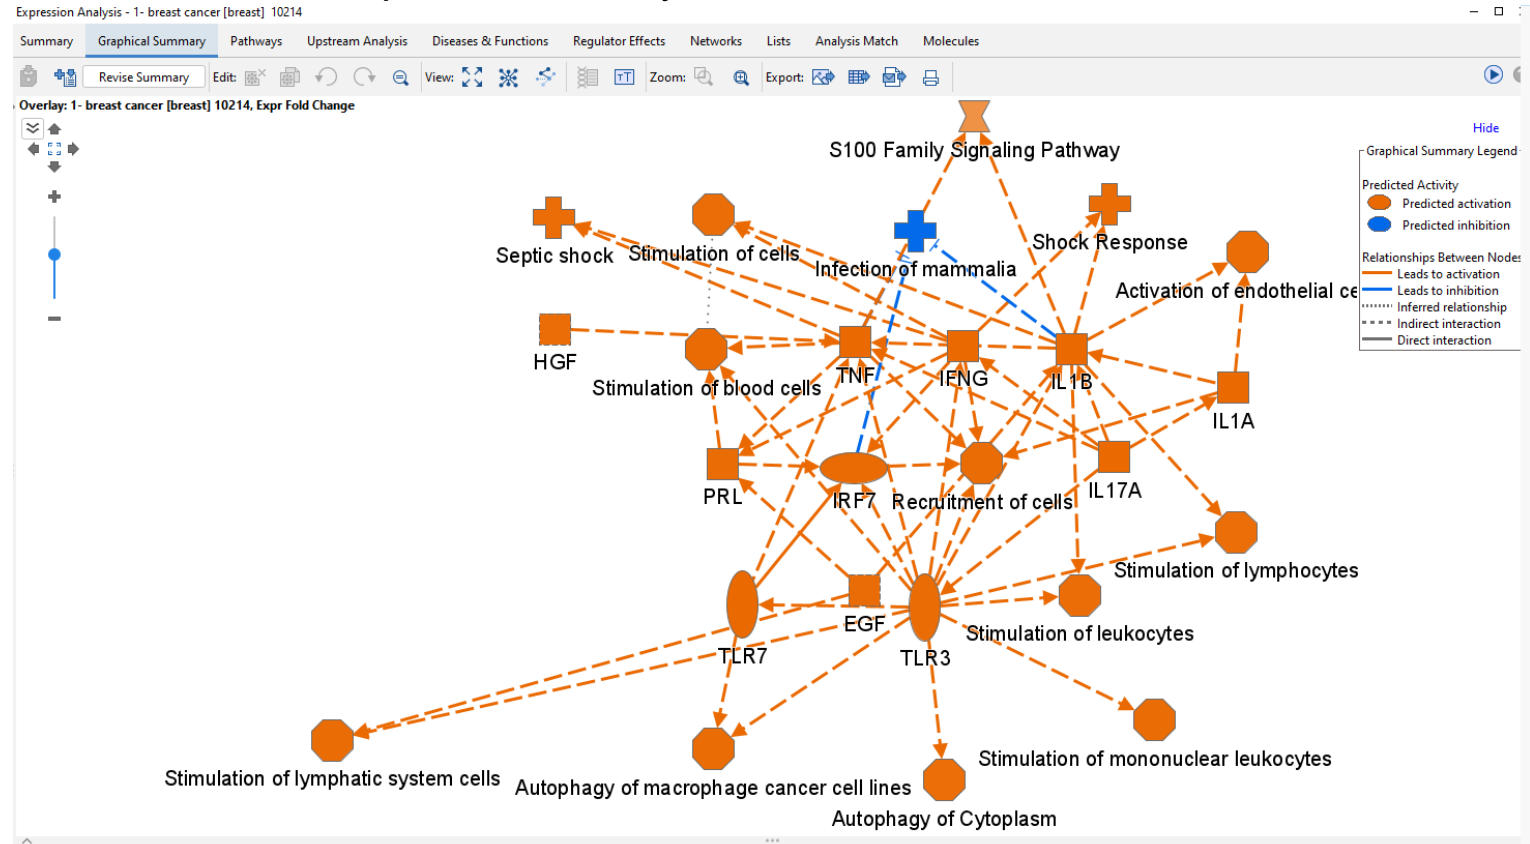 Expression Analysis - 1- breast cancer [breast] 10214
Summary Graphical Summary Pathways Upstream Analysis Diseases & Functions Regulator Effects Networks Lists Analysis Match Molecules
Revise Summary Edit: View: Zoom: Export:
Overlay: 1- breast cancer [breast] 10214, Expr Fold Change
Hide
Graphical Summary Legend
Predicted Activity
Predicted activation
Predicted inhibition
Relationships Between Nodes
Leads to activation
Leads to inhibition
Inferred relationship
Indirect interaction
Direct interaction
S100 Family Signaling Pathway
Septic shock
Stimulation of cells
Infection of mammalia
Shock Response
Activation of endothelial ce
HGF
Stimulation of blood cells
TNF
IFNG
IL1B
IL1A
PRL
IRF7
Recruitment of cells
IL17A
Stimulation of lymphocytes
TLR7
EGF
TLR3
Stimulation of leukocytes
Stimulation of lymphatic system cells
Autophagy of macrophage cancer cell lines
Stimulation of mononuclear leukocytes
Autophagy of Cytoplasm